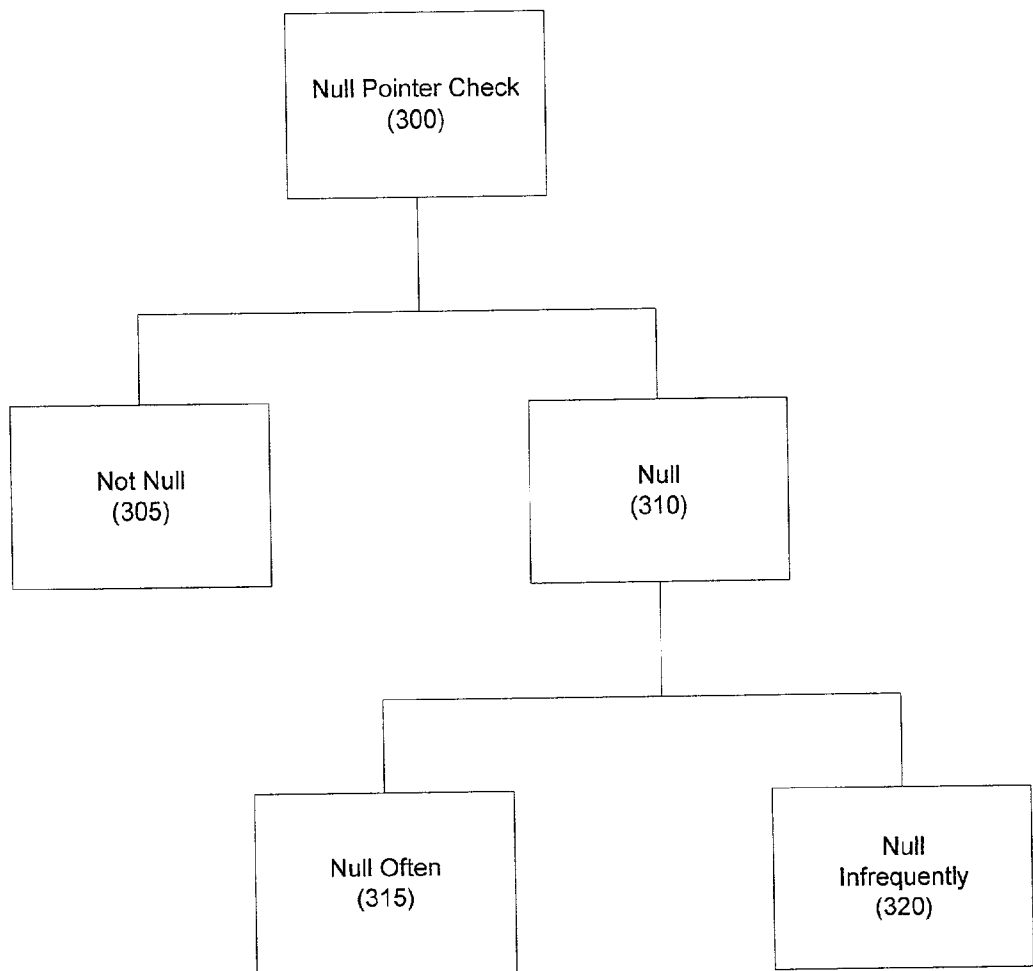 Null Pointer Check
(300)
Not Null
(305)
Null
(310)
Null Often
(315)
Null
Infrequently
(320)